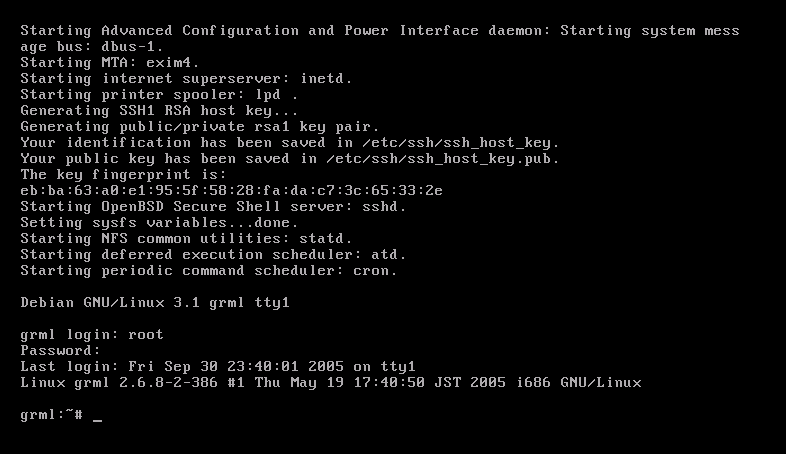 Starting Advanced Configuration and Power Interface daemon: Starting system mess
age bus: dbus-1.
Starting MTA: exim4.
Starting internet superserver: inetd.
Starting printer spooler: lpd .
Generating SSH1 RSA host key...
Generating public/private rsa1 key pair.
Your identification has been saved in /etc/ssh/ssh_host_key.
Your public key has been saved in /etc/ssh/ssh_host_key.pub.
The key fingerprint is:
eb:ba:63:a0:e1:95:5f:58:28:fa:da:c7:3c:65:33:2e
Starting OpenBSD Secure Shell server: sshd.
Setting sysfs variables...done.
Starting NFS common utilities: statd.
Starting deferred execution scheduler: atd.
Starting periodic command scheduler: cron.
Debian GNU/Linux 3.1 grml tty1
grml login: root
Password:
Last login: Fri Sep 30 23:40:01 2005 on tty1
Linux grml 2.6.8-2-386 #1 Thu May 19 17:40:50 JST 2005 i686 GNU/Linux
grml:~# _